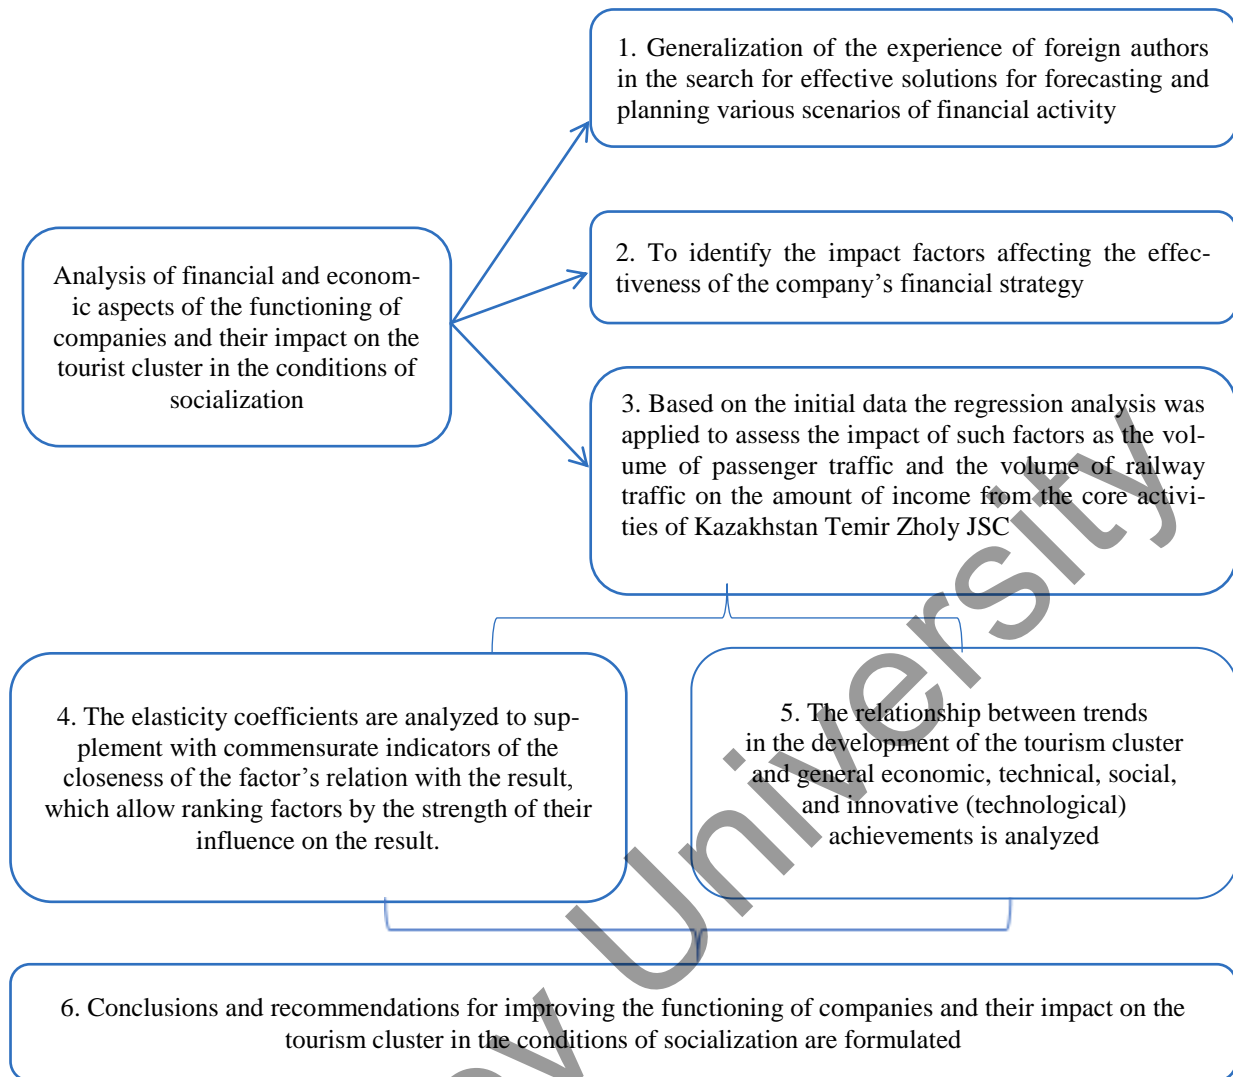 1. Generalization of the experience of foreign authors
in the search for effective solutions for forecasting and
planning various scenarios of financial activity
2. To identify the impact factors affecting the effec-
tiveness of the company’s financial strategy
Analysis of financial and econom-
ic aspects of the functioning of
companies and their impact on the
tourist cluster in the conditions of
socialization
3. Based on the initial data the regression analysis was
applied to assess the impact of such factors as the vol-
ume of passenger traffic and the volume of railway
traffic on the amount of income from the core activi-
ties of Kazakhstan Temir Zholy JSC
4. The elasticity coefficients are analyzed to sup-
plement with commensurate indicators of the
closeness of the factor’s relation with the result,
which allow ranking factors by the strength of their
influence on the result.
5. The relationship between trends
in the development of the tourism cluster
and general economic, technical, social,
and innovative (technological)
achievements is analyzed
6. Conclusions and recommendations for improving the functioning of companies and their impact on the
tourism cluster in the conditions of socialization are formulated
University